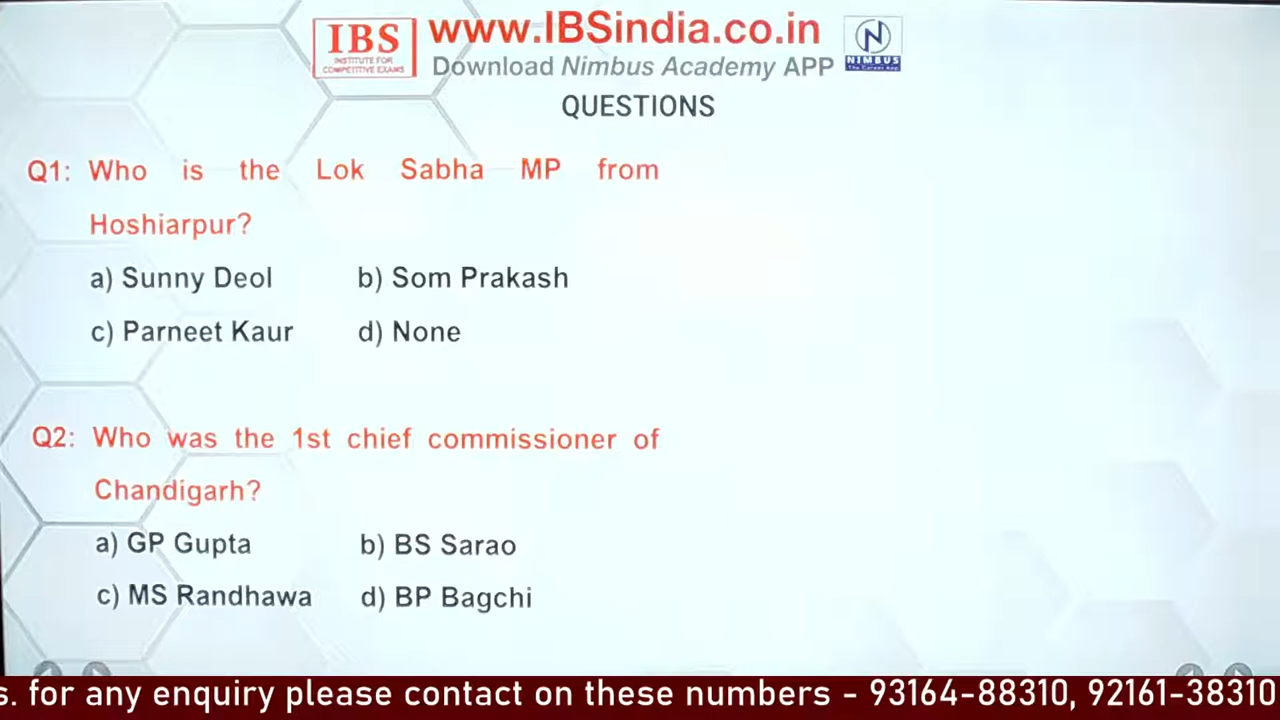 IBS
INSTITUTE FOR
COMPETITIVE EXAMS
www.IBSindia.co.in
Download Nimbus Academy APP
N
NIMBUS
The Career App
QUESTIONS
Q1: Who is the Lok Sabha MP from
Hoshiarpur?
a) Sunny Deol b) Som Prakash
c) Parneet Kaur d) None
Q2: Who was the 1st chief commissioner of
Chandigarh?
a) GP Gupta b) BS Sarao
c) MS Randhawa d) BP Bagchi
s. for any enquiry please contact on these numbers - 93164-88310, 92161-38310